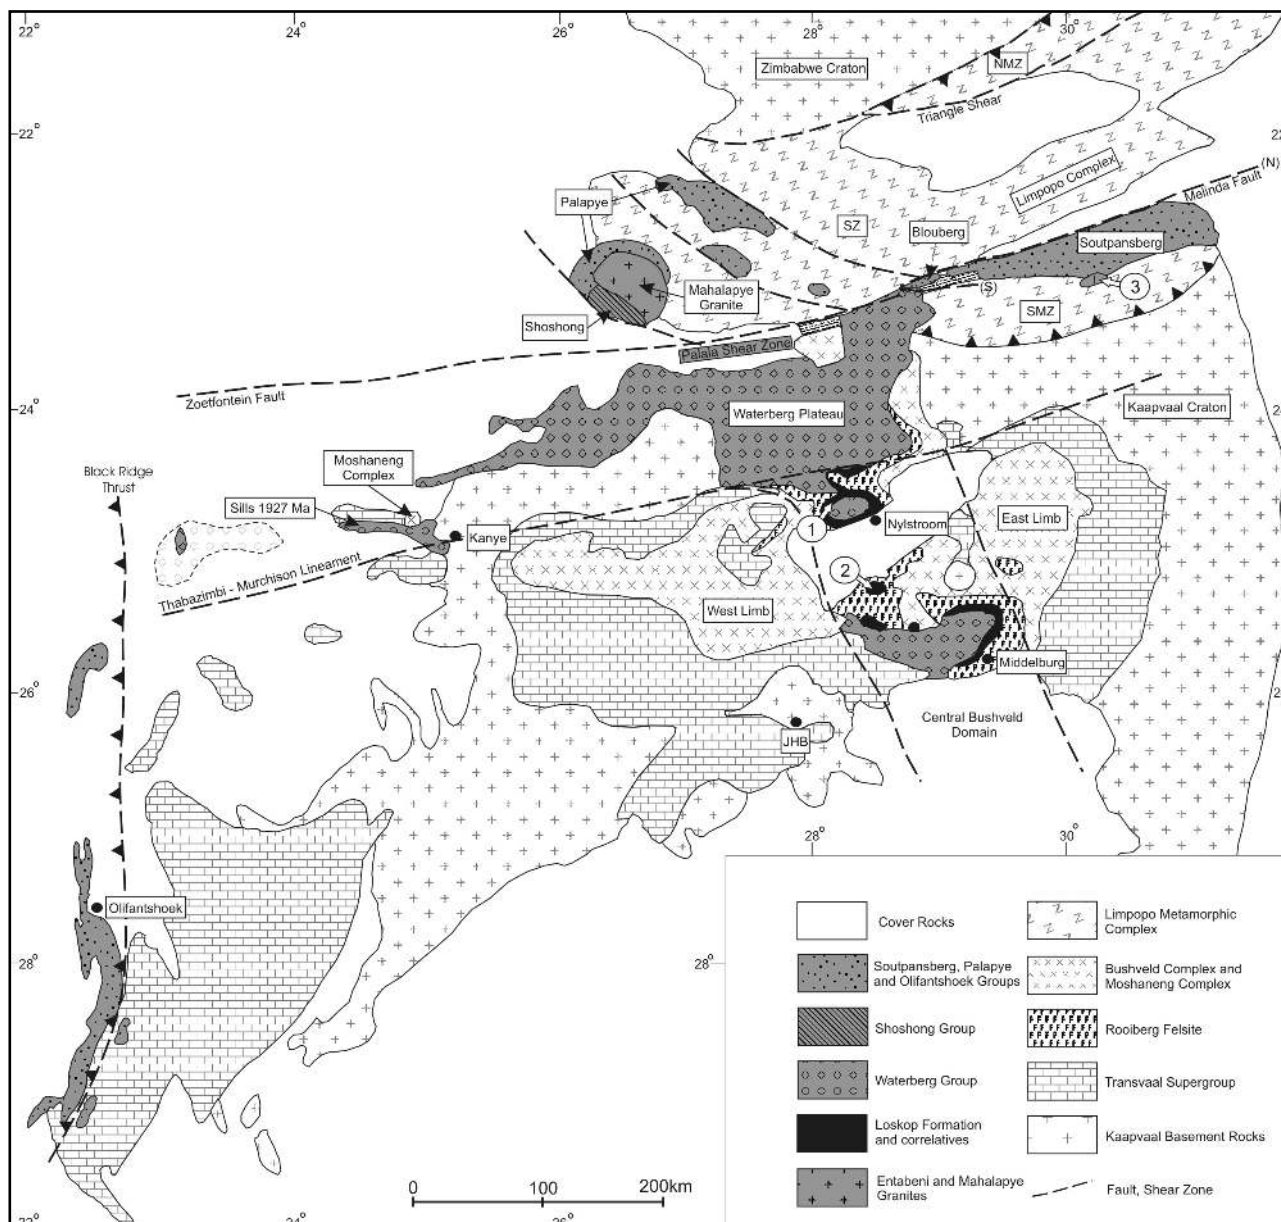 22°
24°
26°
28°
30°
Zimbabwe Craton
NMZ
Triangle Shear
22°
22
Limpopo Complex
(N)
Melinda Fault
Palapye
SZ
Blouberg
Soutpansberg
Mahalapye
Granite
(S)
3
Shoshong
SMZ
Palala Shear Zone
Zoetfontein Fault
24°
Waterberg Plateau
Kaapvaal Craton
Moshaneng
Complex
Black Ridge
Thrust
Sills 1927 Ma
Kanye
1
Nylstroom
East Limb
Thabazimbi - Murchison Lineament
2
West Limb
Middelburg
26°
Central Bushveld
Domain
JHB
28°
30°
Olifantshoek
28°
28°
Cover Rocks
Limpopo Metamorphic
Complex
Soutpansberg, Palapye
and Olifantshoek Groups
Bushveld Complex and
Moshaneng Complex
Shoshong Group
Rooiberg Felsite
Waterberg Group
Transvaal Supergroup
Loskop Formation
and correlatives
Kaapvaal Basement Rocks
Entabeni and Mahalapye
Granites
Fault, Shear Zone
0
100
200km